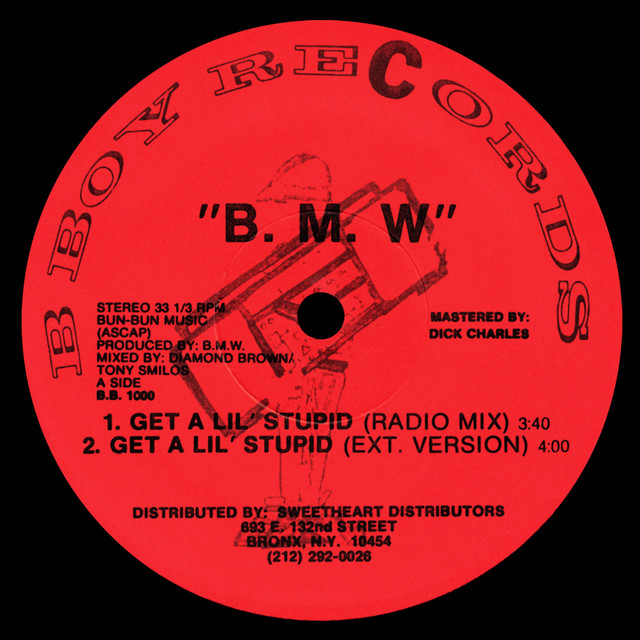 B BOY RECORDS
"B. M. W"
STEREO 33 1/3 RPM
BUN-BUN MUSIC
(ASCAP)
PRODUCED BY: B.M.W.
MIXED BY: DIAMOND BROWN/
TONY SMILOS
A SIDE
B.B. 1000
MASTERED BY:
DICK CHARLES
1. GET A LIL' STUPID (RADIO MIX) 3:40
2. GET A LIL' STUPID (EXT. VERSION) 4:00
DISTRIBUTED BY: SWEETHEART DISTRIBUTORS
693 E. 132nd STREET
BRONX, N.Y. 10454
(212) 292-0026